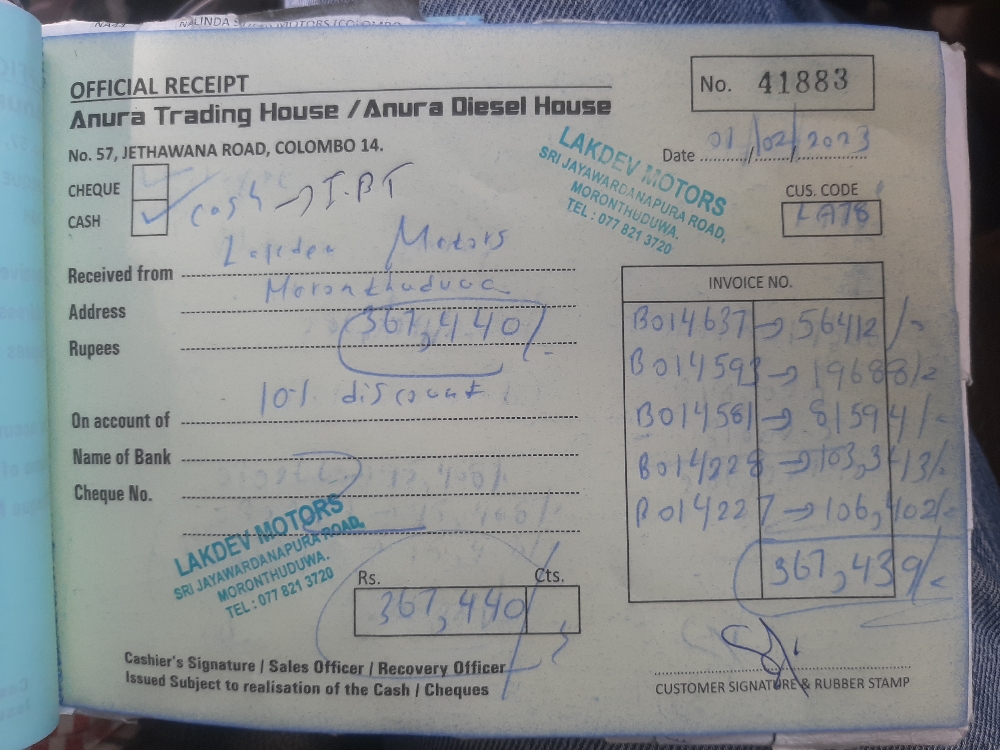 OFFICIAL RECEIPT
Anura Trading House / Anura Diesel House
No. 57, JETHAWANA ROAD, COLOMBO 14.
No. 41883
Date 01/02/2023
CHEQUE
CASH
cash → I.B.T
LAKDEV MOTORS
SRI JAYAWARDANAPURA ROAD,
MORONTHUDUWA.
TEL : 077 821 3720
CUS. CODE
LA78
Received from Lakdev Motors
Address Moronthuduwa
Rupees 367,440/-
On account of 10% discount
Name of Bank
Cheque No.
INVOICE NO.
B014637 → 56412/-
B014593 → 19688/-
B014581 → 81594/-
B014228 → 103,343/-
B014227 → 106,402/-
367,439/-
LAKDEV MOTORS
SRI JAYAWARDANAPURA ROAD,
MORONTHUDUWA.
TEL : 077 821 3720
Rs. Cts.
367,440/
Cashier's Signature / Sales Officer / Recovery Officer
Issued Subject to realisation of the Cash / Cheques
CUSTOMER SIGNATURE & RUBBER STAMP